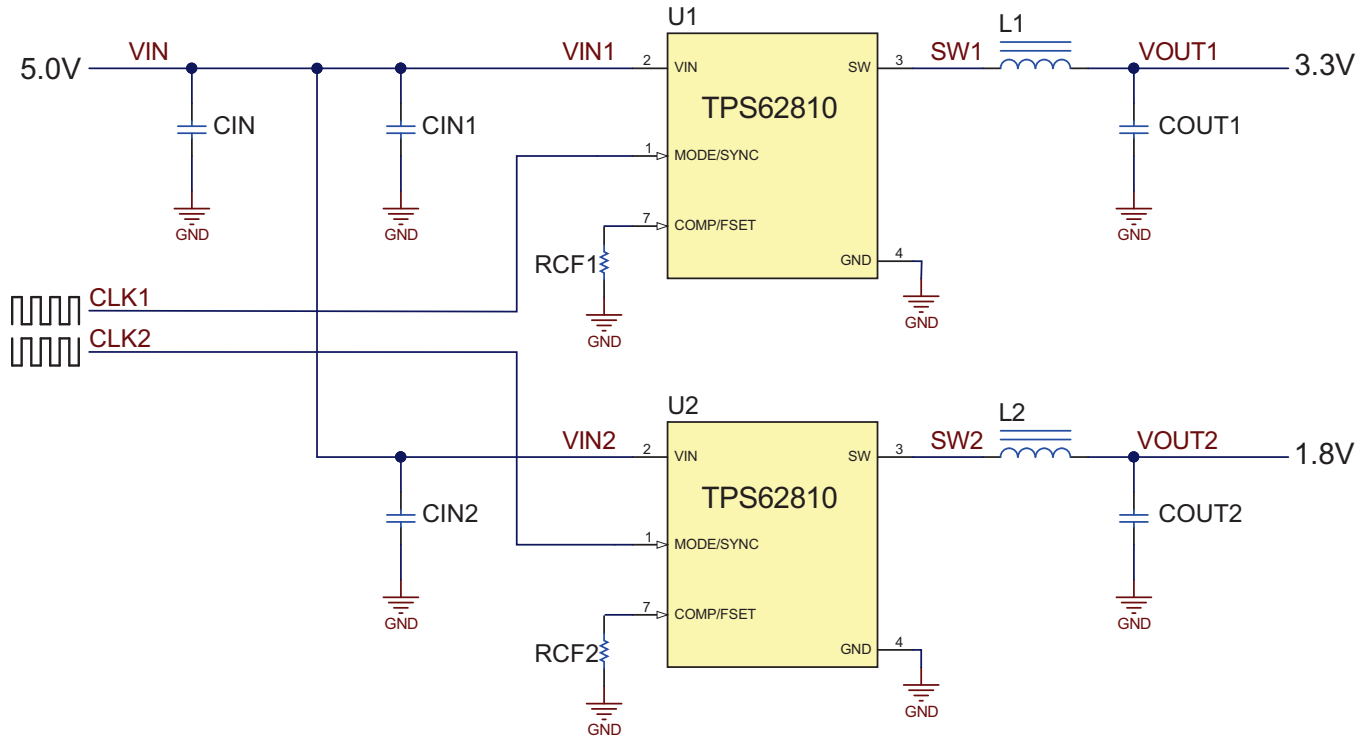 U1
L1
5.0V
VIN
VIN1
2
VIN
SW
3
SW1
VOUT1
3.3V
TPS62810
CIN
CIN1
COUT1
1
MODE/SYNC
GND
GND
GND
7
COMP/FSET
RCF1
GND
4
GND
GND
CLK1
CLK2
U2
L2
VIN2
2
VIN
SW
3
SW2
VOUT2
1.8V
TPS62810
CIN2
COUT2
1
MODE/SYNC
GND
GND
7
COMP/FSET
RCF2
GND
4
GND
GND